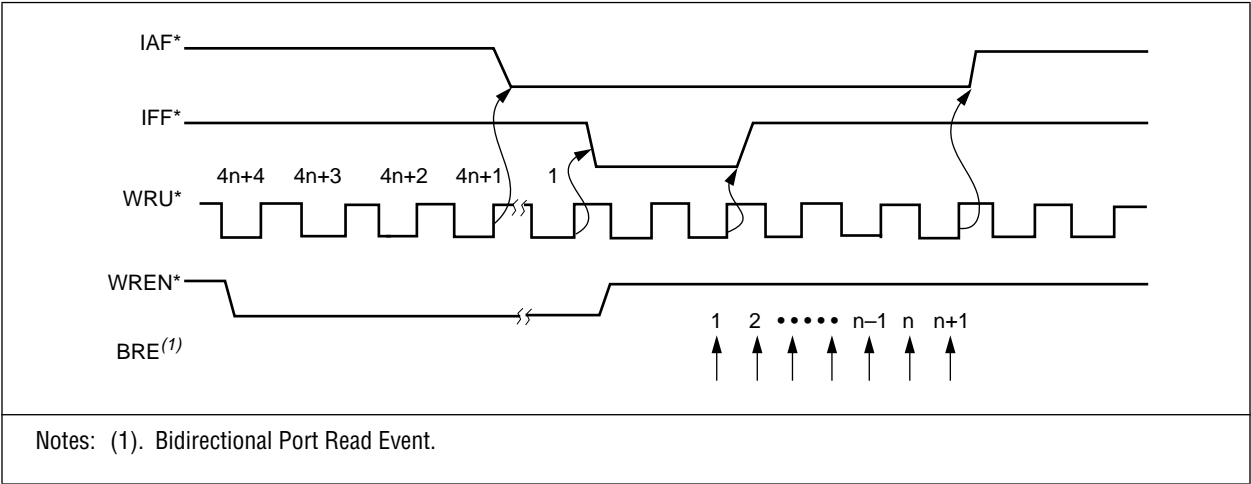 IAF*
IFF*
4n+4 4n+3 4n+2 4n+1 1
WRU*
WREN*
1 2 ••••• n–1 n n+1
BRE(1)
Notes: (1). Bidirectional Port Read Event.